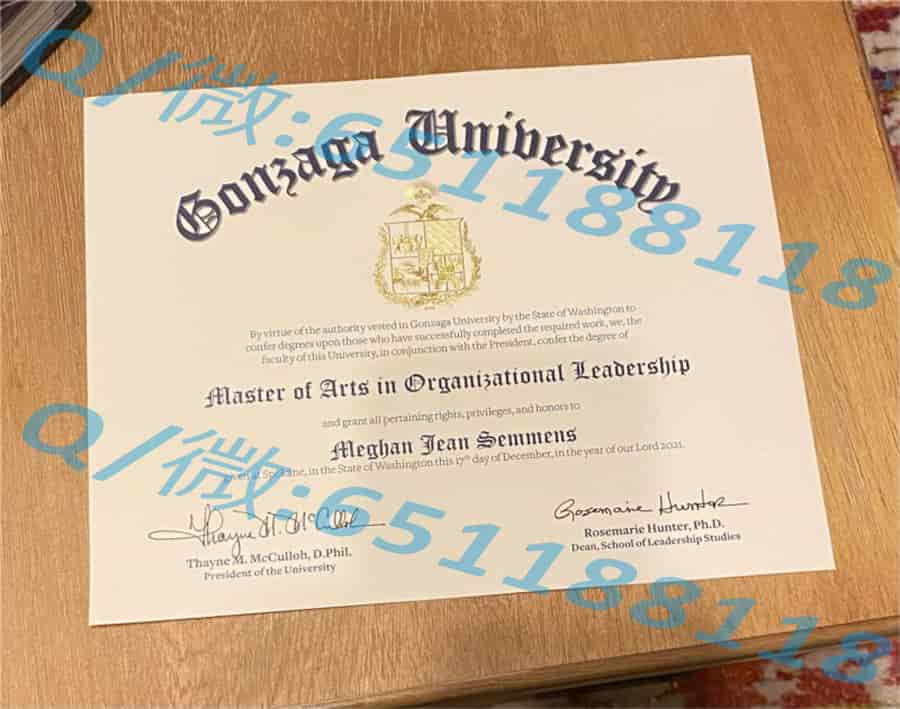 Q/微:651188118
Gonzaga University
By virtue of the authority vested in Gonzaga University by the State of Washington to
confer degrees upon those who have successfully completed the required work, we, the
faculty of this University, in conjunction with the President, confer the degree of
Master of Arts in Organizational Leadership
and grant all pertaining rights, privileges, and honors to
Meghan Jean Semmens
given at Spokane, in the State of Washington this 17th day of December, in the year of our Lord 2021.
Q/微:651188118
Thayne M. McCulloh
Thayne M. McCulloh, D.Phil.
President of the University
Rosemarie Hunter
Rosemarie Hunter, Ph.D.
Dean, School of Leadership Studies